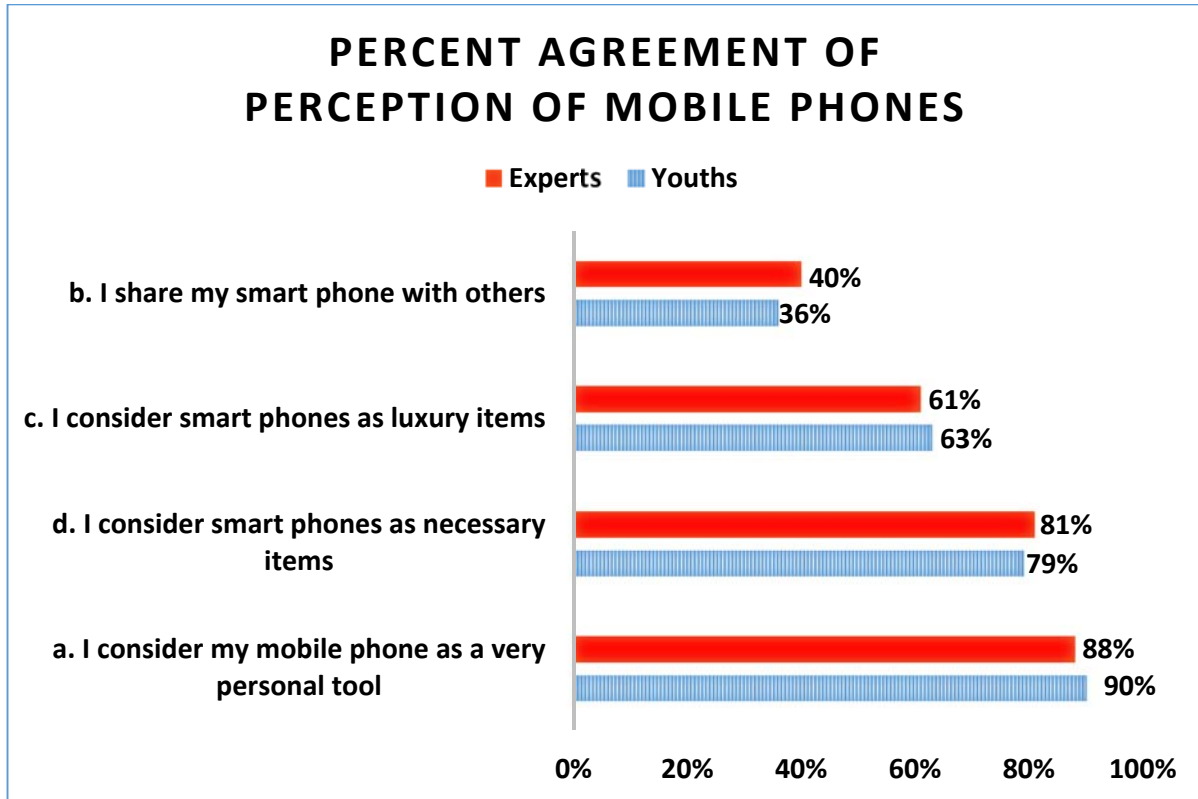 PERCENT AGREEMENT OF
PERCEPTION OF MOBILE PHONES
Experts Youths
b. I share my smart phone with others
40%
36%
c. I consider smart phones as luxury items
61%
63%
d. I consider smart phones as necessary
items
81%
79%
a. I consider my mobile phone as a very
personal tool
88%
90%
0% 20% 40% 60% 80% 100%